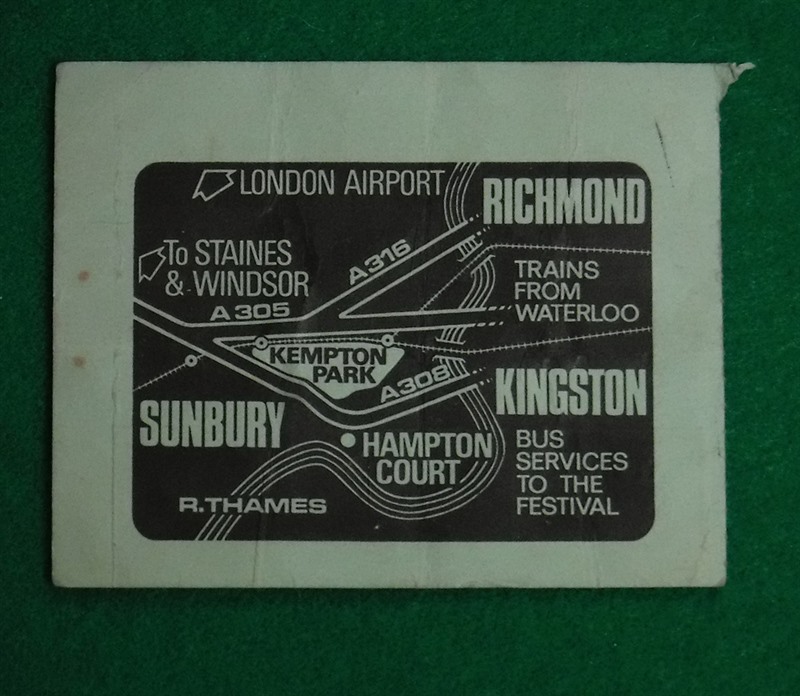 LONDON AIRPORT
RICHMOND
To STAINES
& WINDSOR
A316
A305
TRAINS
FROM
WATERLOO
KEMPTON
PARK
A308
KINGSTON
SUNBURY
HAMPTON
COURT
BUS
SERVICES
TO THE
FESTIVAL
R.THAMES